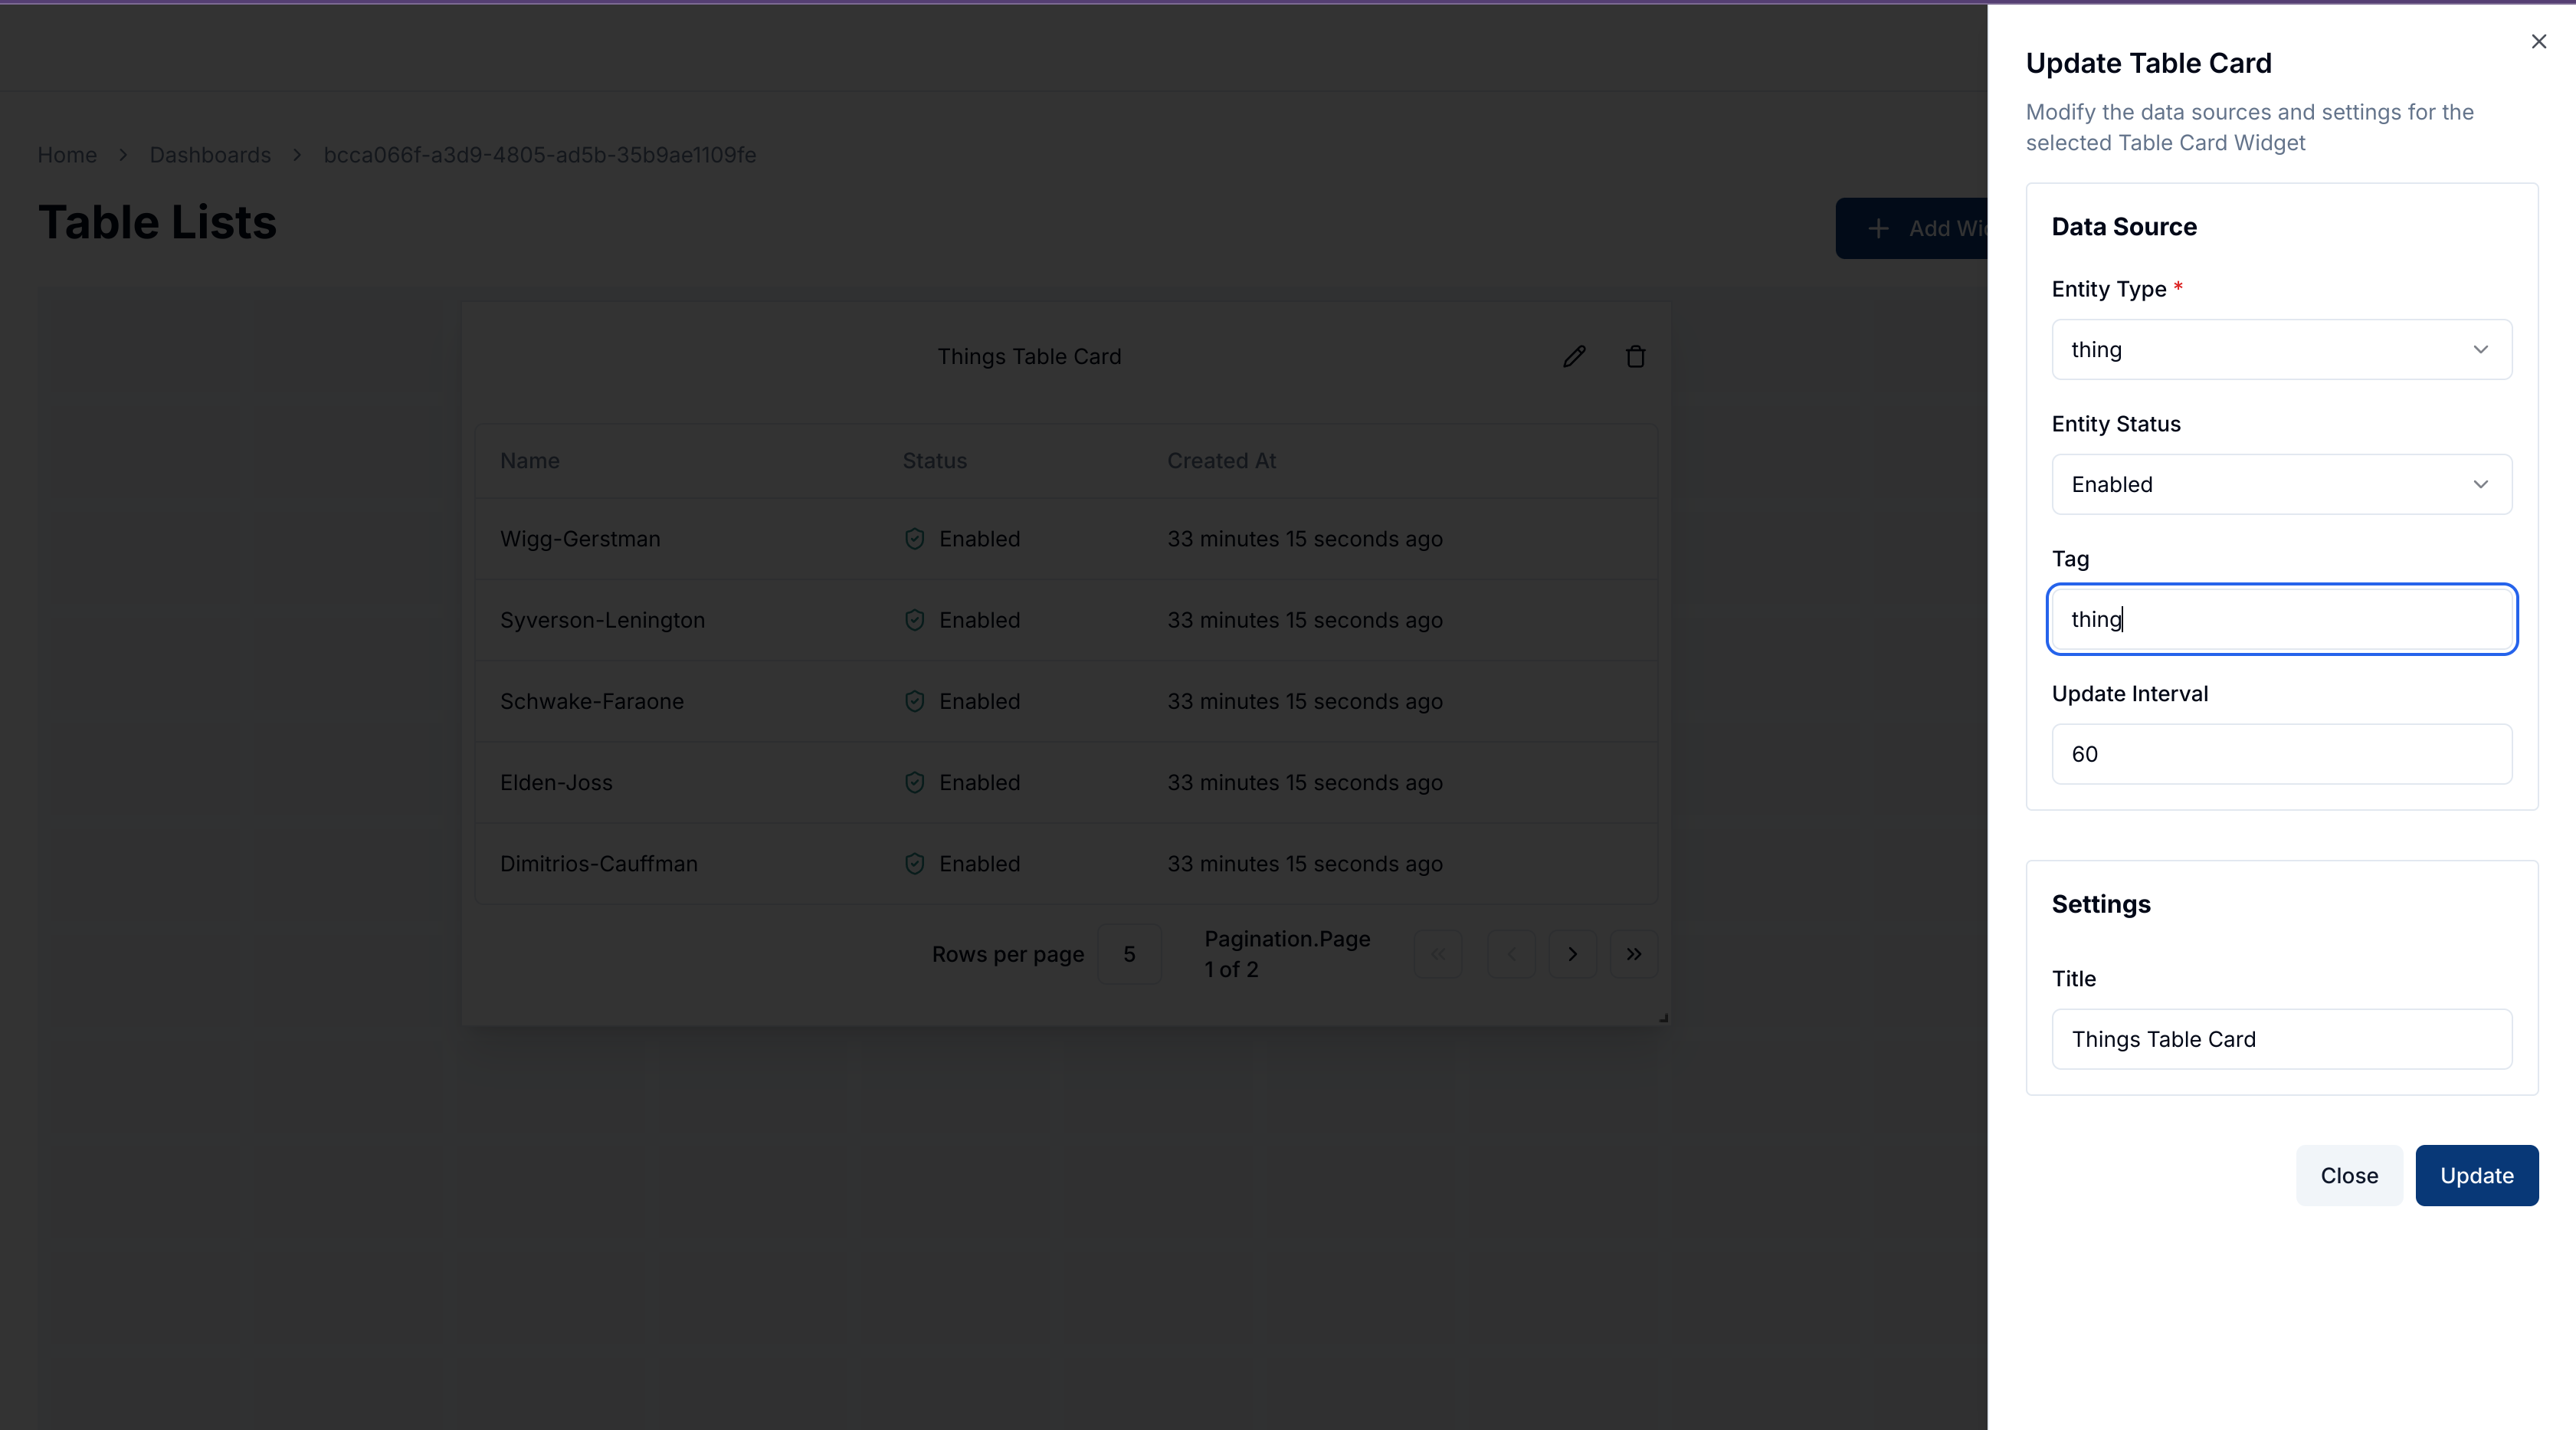 Home > Dashboards > bcca066f-a3d9-4805-ad5b-35b9ae1109fe
Table Lists
+ Add
Things Table Card
Name Status Created At
Wigg-Gerstman Enabled 33 minutes 15 seconds ago
Syverson-Lenington Enabled 33 minutes 15 seconds ago
Schwake-Faraone Enabled 33 minutes 15 seconds ago
Elden-Joss Enabled 33 minutes 15 seconds ago
Dimitrios-Cauffman Enabled 33 minutes 15 seconds ago
Rows per page 5 Pagination.Page
1 of 2
Update Table Card
Modify the data sources and settings for the
selected Table Card Widget
Data Source
Entity Type *
thing
Entity Status
Enabled
Tag
thing
Update Interval
60
Settings
Title
Things Table Card
Close Update